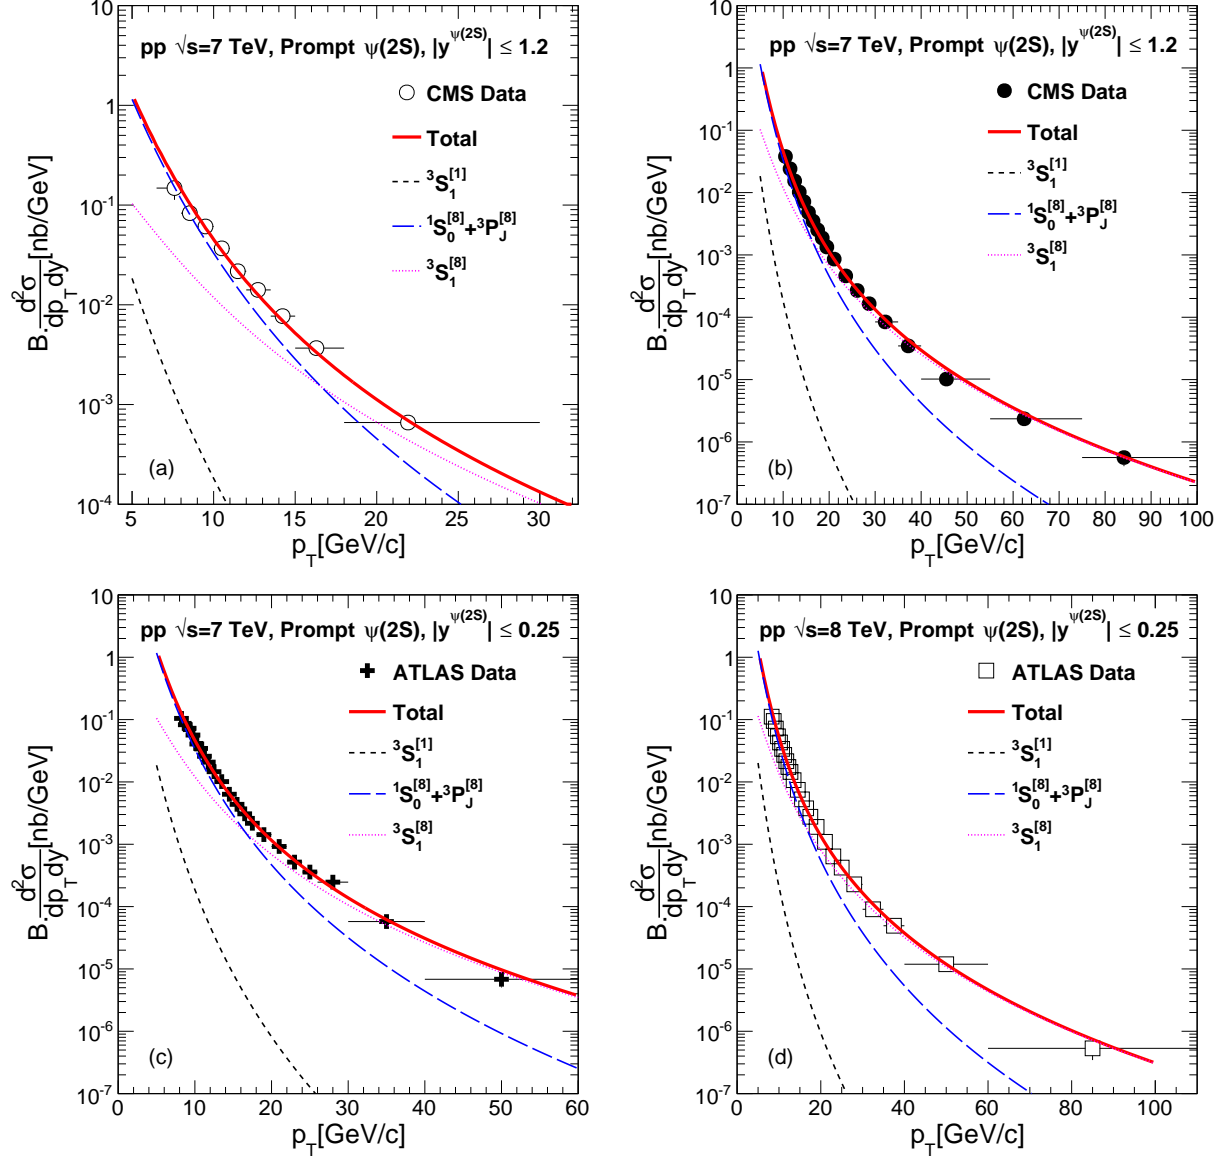 pp √s=7 TeV, Prompt ψ(2S), |y^ψ(2S)| ≤ 1.2
CMS Data
Total
³S₁^[1]
¹S₀^[8]+³P_J^[8]
³S₁^[8]
B.d²σ/dp_T dy[nb/GeV]
10
1
10⁻¹
10⁻²
10⁻³
10⁻⁴
(a)
5 10 15 20 25 30
p_T[GeV/c]
pp √s=7 TeV, Prompt ψ(2S), |y^ψ(2S)| ≤ 1.2
CMS Data
Total
³S₁^[1]
¹S₀^[8]+³P_J^[8]
³S₁^[8]
B.d²σ/dp_T dy[nb/GeV]
10
1
10⁻¹
10⁻²
10⁻³
10⁻⁴
10⁻⁵
10⁻⁶
10⁻⁷
(b)
0 10 20 30 40 50 60 70 80 90 100
p_T[GeV/c]
pp √s=7 TeV, Prompt ψ(2S), |y^ψ(2S)| ≤ 0.25
ATLAS Data
Total
³S₁^[1]
¹S₀^[8]+³P_J^[8]
³S₁^[8]
B.d²σ/dp_T dy[nb/GeV]
10
1
10⁻¹
10⁻²
10⁻³
10⁻⁴
10⁻⁵
10⁻⁶
10⁻⁷
(c)
0 10 20 30 40 50 60
p_T[GeV/c]
pp √s=8 TeV, Prompt ψ(2S), |y^ψ(2S)| ≤ 0.25
ATLAS Data
Total
³S₁^[1]
¹S₀^[8]+³P_J^[8]
³S₁^[8]
B.d²σ/dp_T dy[nb/GeV]
10
1
10⁻¹
10⁻²
10⁻³
10⁻⁴
10⁻⁵
10⁻⁶
10⁻⁷
(d)
0 20 40 60 80 100
p_T[GeV/c]